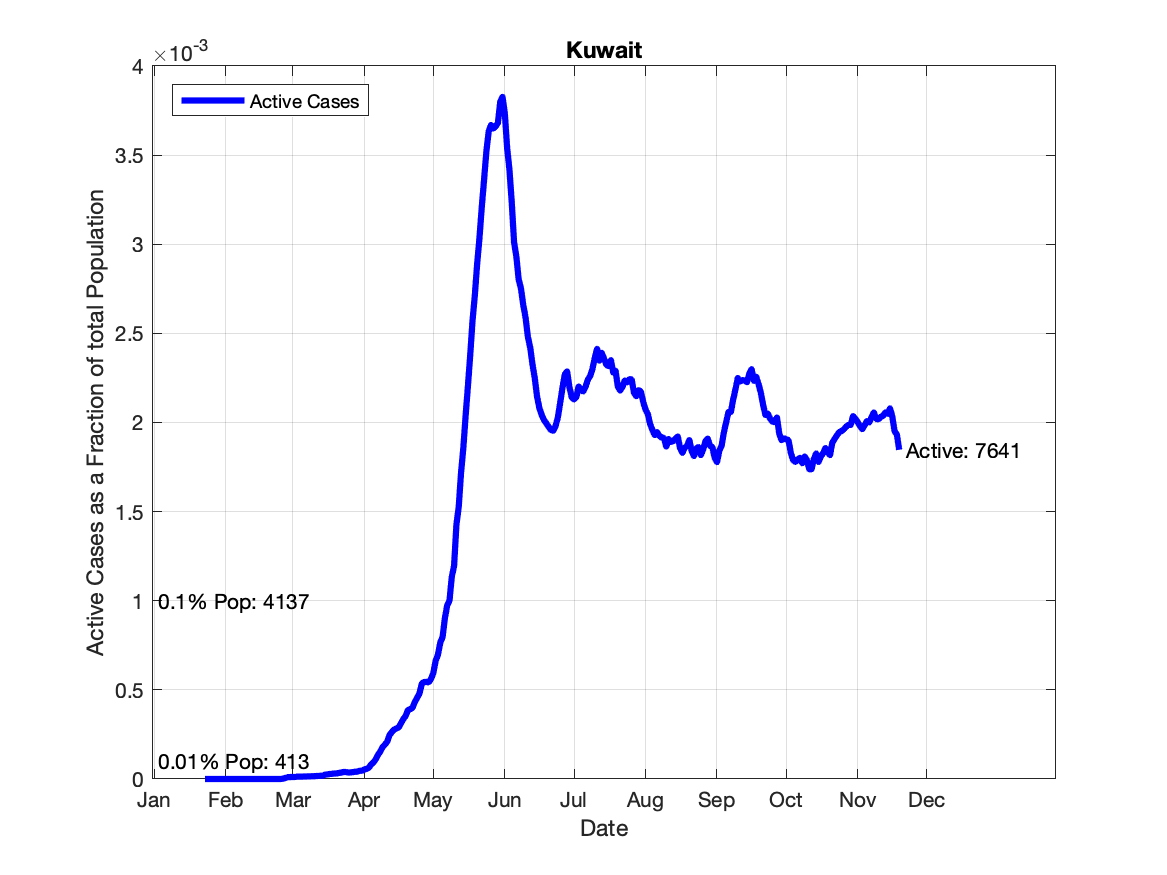 Kuwait
×10-3
4
3.5
3
2.5
2
1.5
1
0.5
0
Active Cases
Active: 7641
0.1% Pop: 4137
0.01% Pop: 413
Jan Feb Mar Apr May Jun Jul Aug Sep Oct Nov Dec
Date
Active Cases as a Fraction of total Population